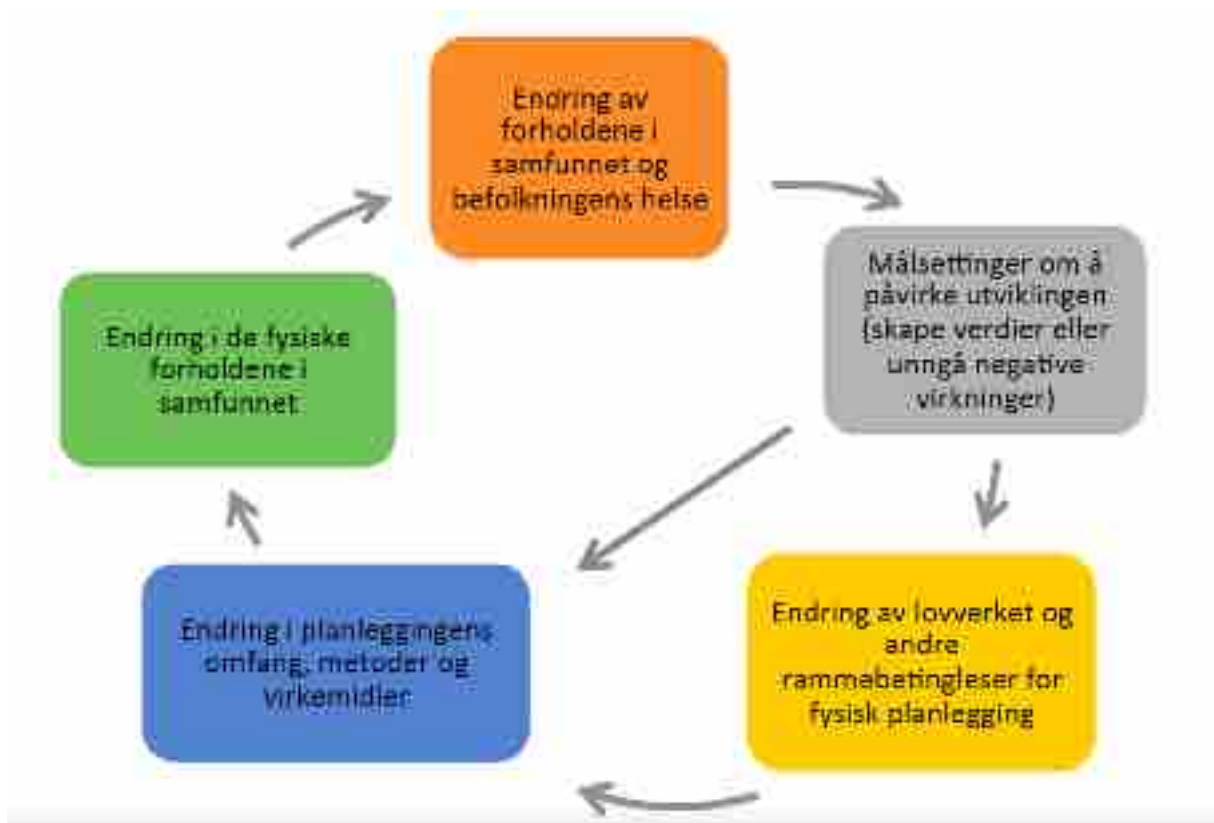 Endring av
forholdene i
samfunnet og
befolkningens helse
Målsettinger om å
påvirke utviklingen
(skape verdier eller
unngå negative
virkninger)
Endring av lovverket og
andre
rammebetingleser for
fysisk planlegging
Endring i planleggingens
omfang, metoder og
virkemidler
Endring i de fysiske
forholdene i
samfunnet